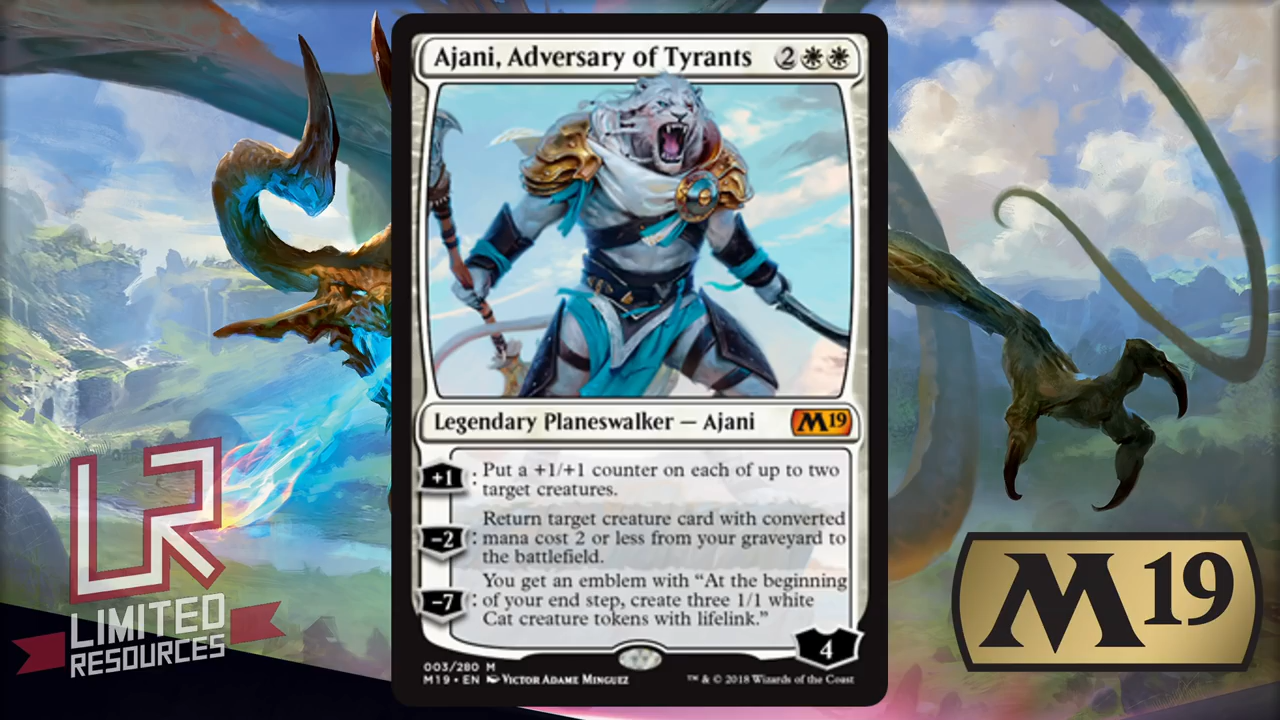 Ajani, Adversary of Tyrants 2
Legendary Planeswalker — Ajani M19
+1 : Put a +1/+1 counter on each of up to two
target creatures.
Return target creature card with converted
−2 : mana cost 2 or less from your graveyard to
the battlefield.
You get an emblem with “At the beginning
−7 : of your end step, create three 1/1 white
Cat creature tokens with lifelink.”
4
003/280 M
M19 • EN Victor Adame Minguez ™ & © 2018 Wizards of the Coast
LR
LIMITED
RESOURCES
M19